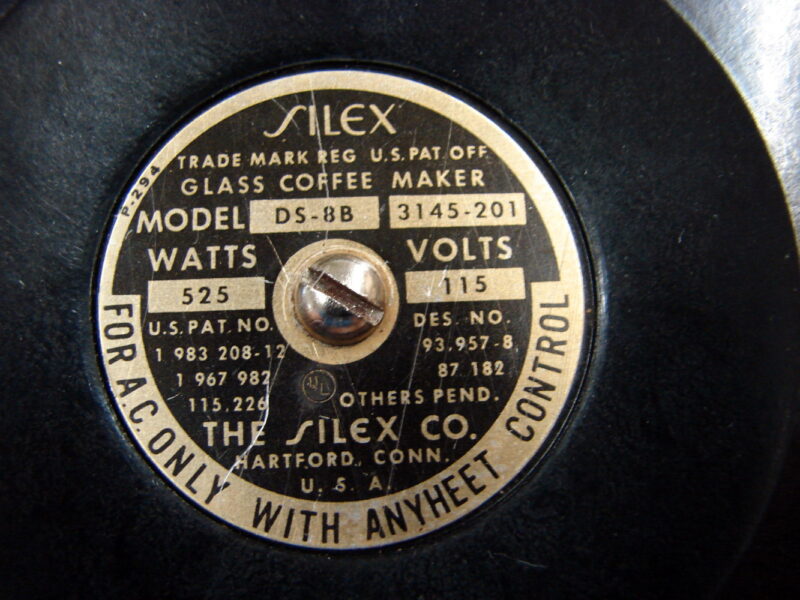 SILEX
TRADE MARK REG U.S. PAT. OFF.
GLASS COFFEE MAKER
P-294
MODEL DS-8B 3145-201
WATTS VOLTS
525 115
U.S. PAT. NO. DES. NO.
1 983 208-12 93,957-8
1 967 982 87 182
115,226 OTHERS PEND.
THE SILEX CO.
HARTFORD, CONN.
U. S. A.
FOR A.C. ONLY WITH ANYHEET CONTROL